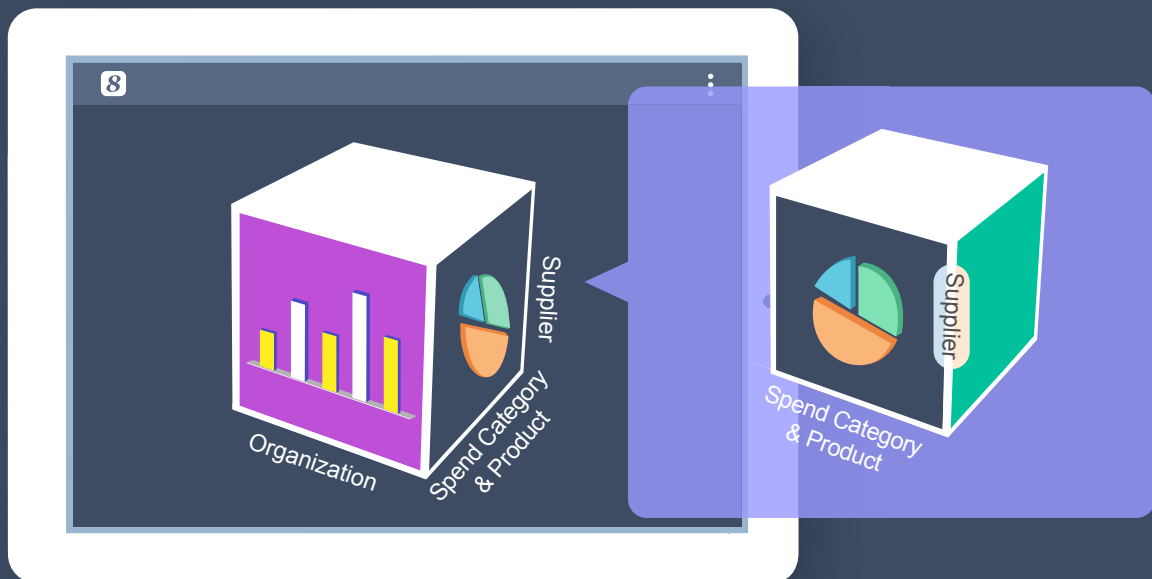 8
Supplier
Organization
Spend Category
& Product
Supplier
Spend Category
& Product